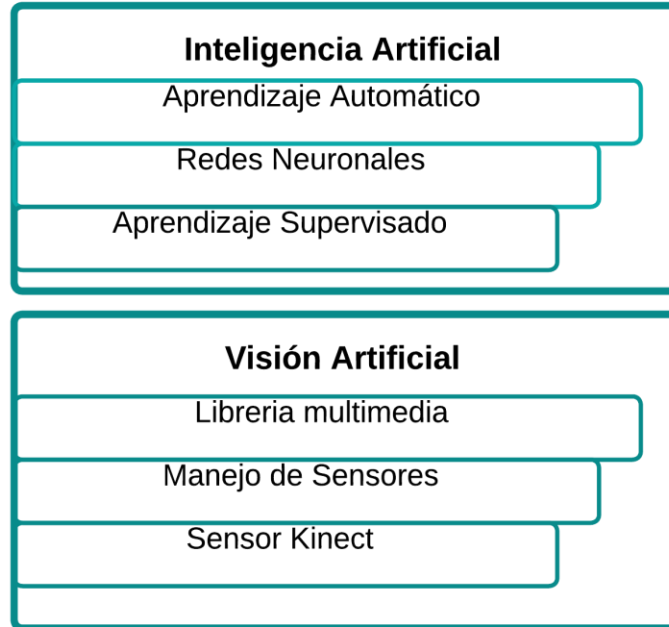 Inteligencia Artificial
Aprendizaje Automático
Redes Neuronales
Aprendizaje Supervisado
Visión Artificial
Libreria multimedia
Manejo de Sensores
Sensor Kinect